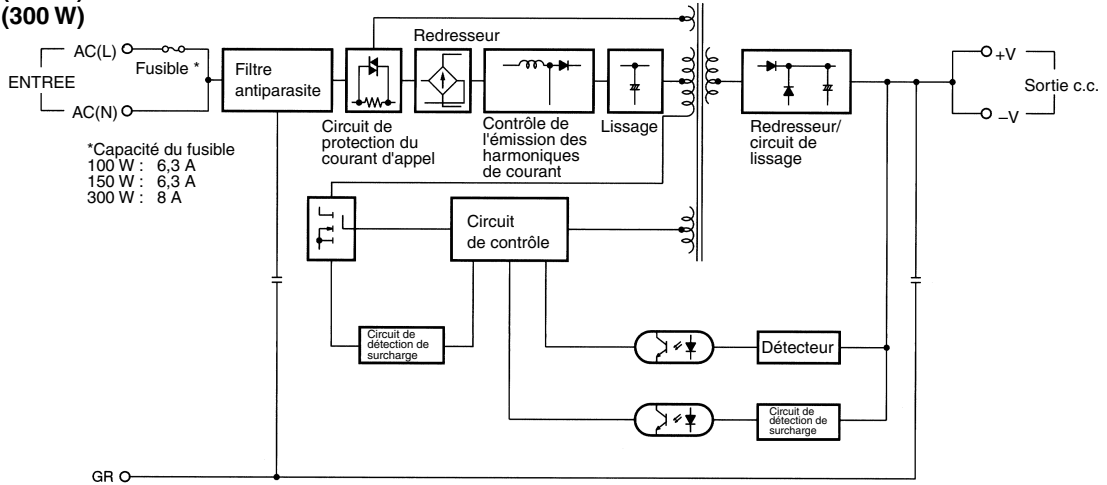 (300 W)
AC(L)
Fusible *
ENTREE
AC(N)
*Capacité du fusible
100 W : 6,3 A
150 W : 6,3 A
300 W : 8 A
Filtre
antiparasite
Circuit de
protection du
courant d'appel
Redresseur
Contrôle de
l'émission des
harmoniques
de courant
Lissage
Redresseur/
circuit de
lissage
+V
Sortie c.c.
–V
Circuit
de contrôle
Circuit de
détection de
surcharge
Détecteur
Circuit de
détection de
surcharge
GR